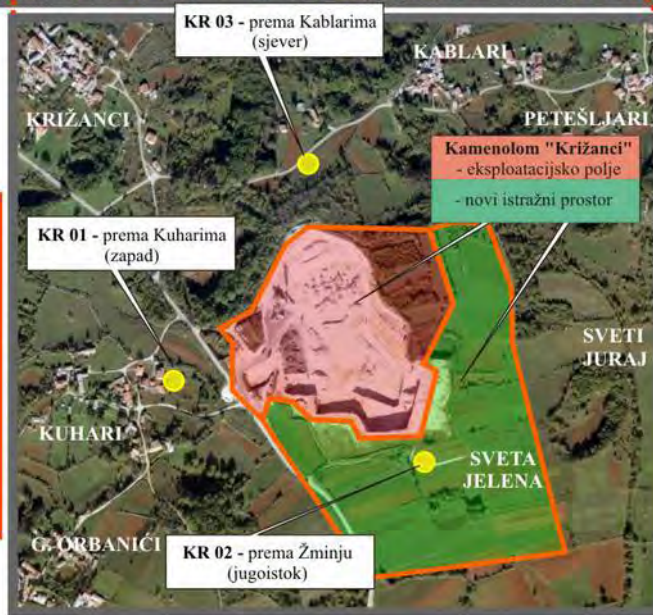 KR 03 - prema Kablarima
(sjever)
KABLARI
KRIŽANCI
PETEŠLJARI
Kamenolom "Križanci"
- eksploatacijsko polje
- novi istražni prostor
KR 01 - prema Kuharima
(zapad)
SVETI
JURAJ
KUHARI
SVETA
JELENA
G. ORBANIĆI
KR 02 - prema Žminju
(jugoistok)